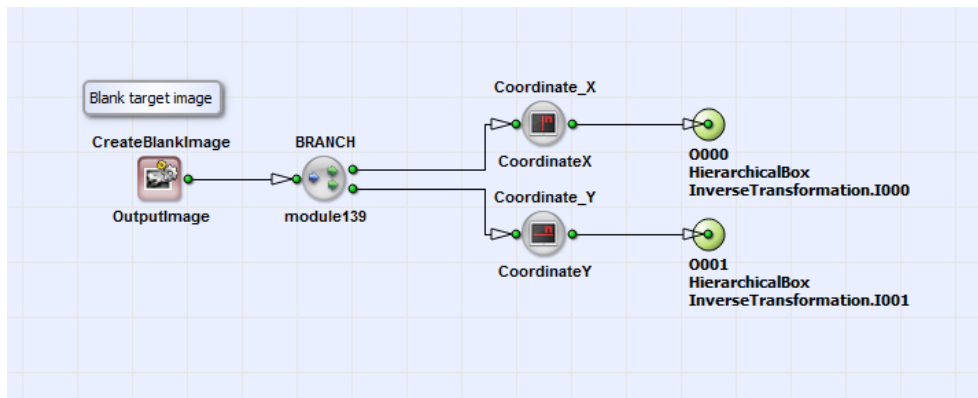 Blank target image
CreateBlankImage
OutputImage
BRANCH
module139
Coordinate_X
CoordinateX
O000
HierarchicalBox
InverseTransformation.I000
Coordinate_Y
CoordinateY
O001
HierarchicalBox
InverseTransformation.I001